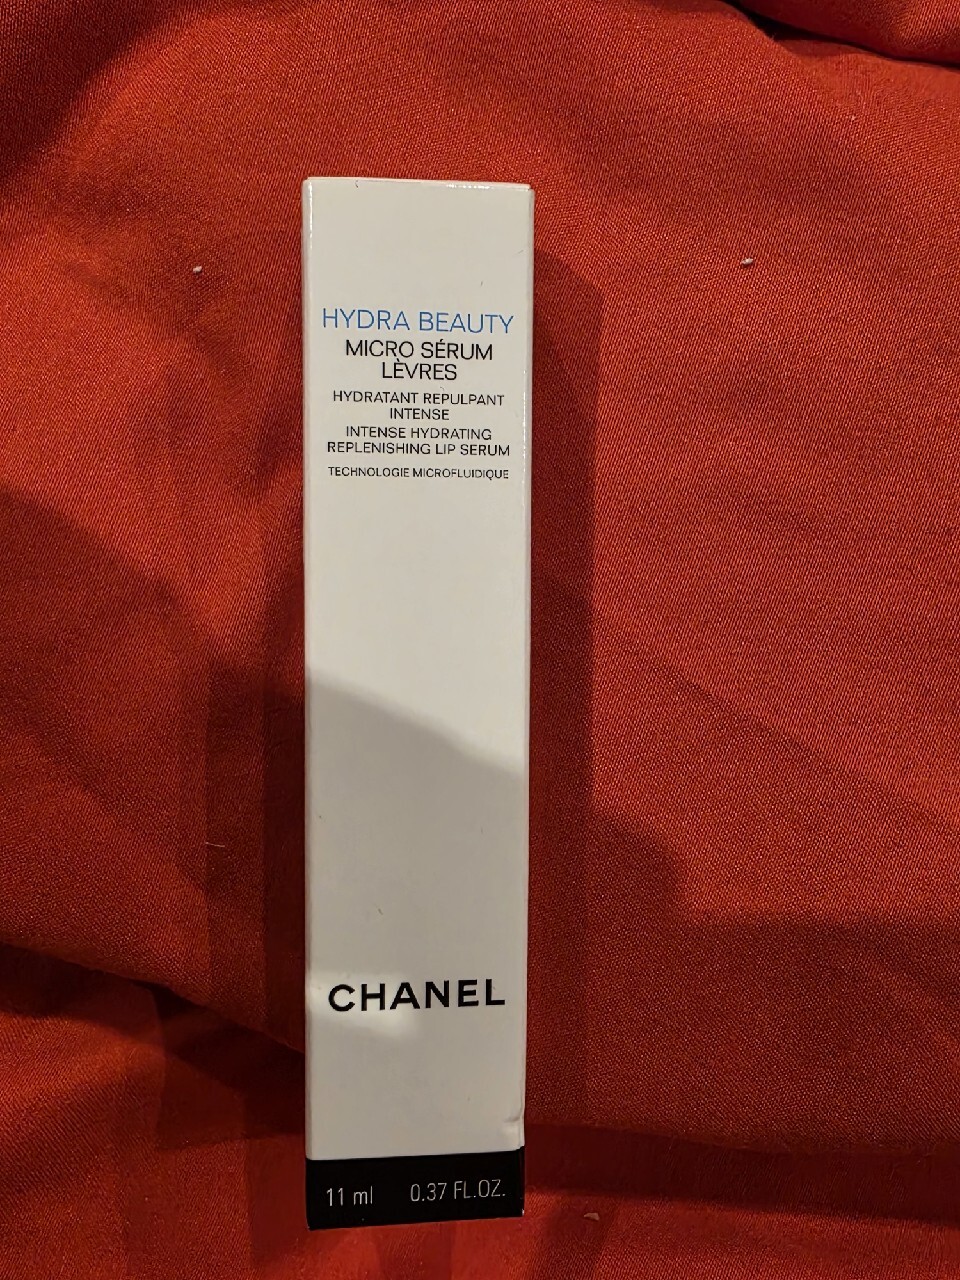 HYDRA BEAUTY
MICRO SÉRUM
LÈVRES
HYDRATANT REPULPANT
INTENSE
INTENSE HYDRATING
REPLENISHING LIP SERUM
TECHNOLOGIE MICROFLUIDIQUE
CHANEL
11 ml 0.37 FL.OZ.